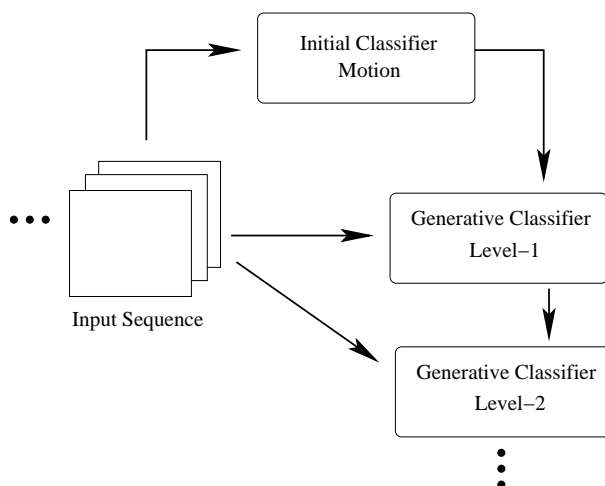 Initial Classifier
Motion
Generative Classifier
Level−1
Input Sequence
Generative Classifier
Level−2